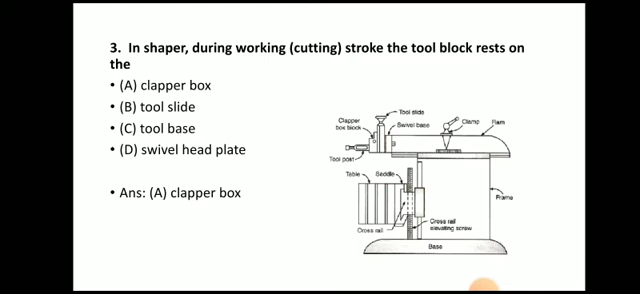 3. In shaper, during working (cutting) stroke the tool block rests on
the
• (A) clapper box
• (B) tool slide
• (C) tool base
• (D) swivel head plate
• Ans: (A) clapper box
Tool slide
Clapper
box block
Swivel base
Clamp
Ram
Tool post
Table
Saddle
Frame
Cross rail
Cross rail
elevating screw
Base